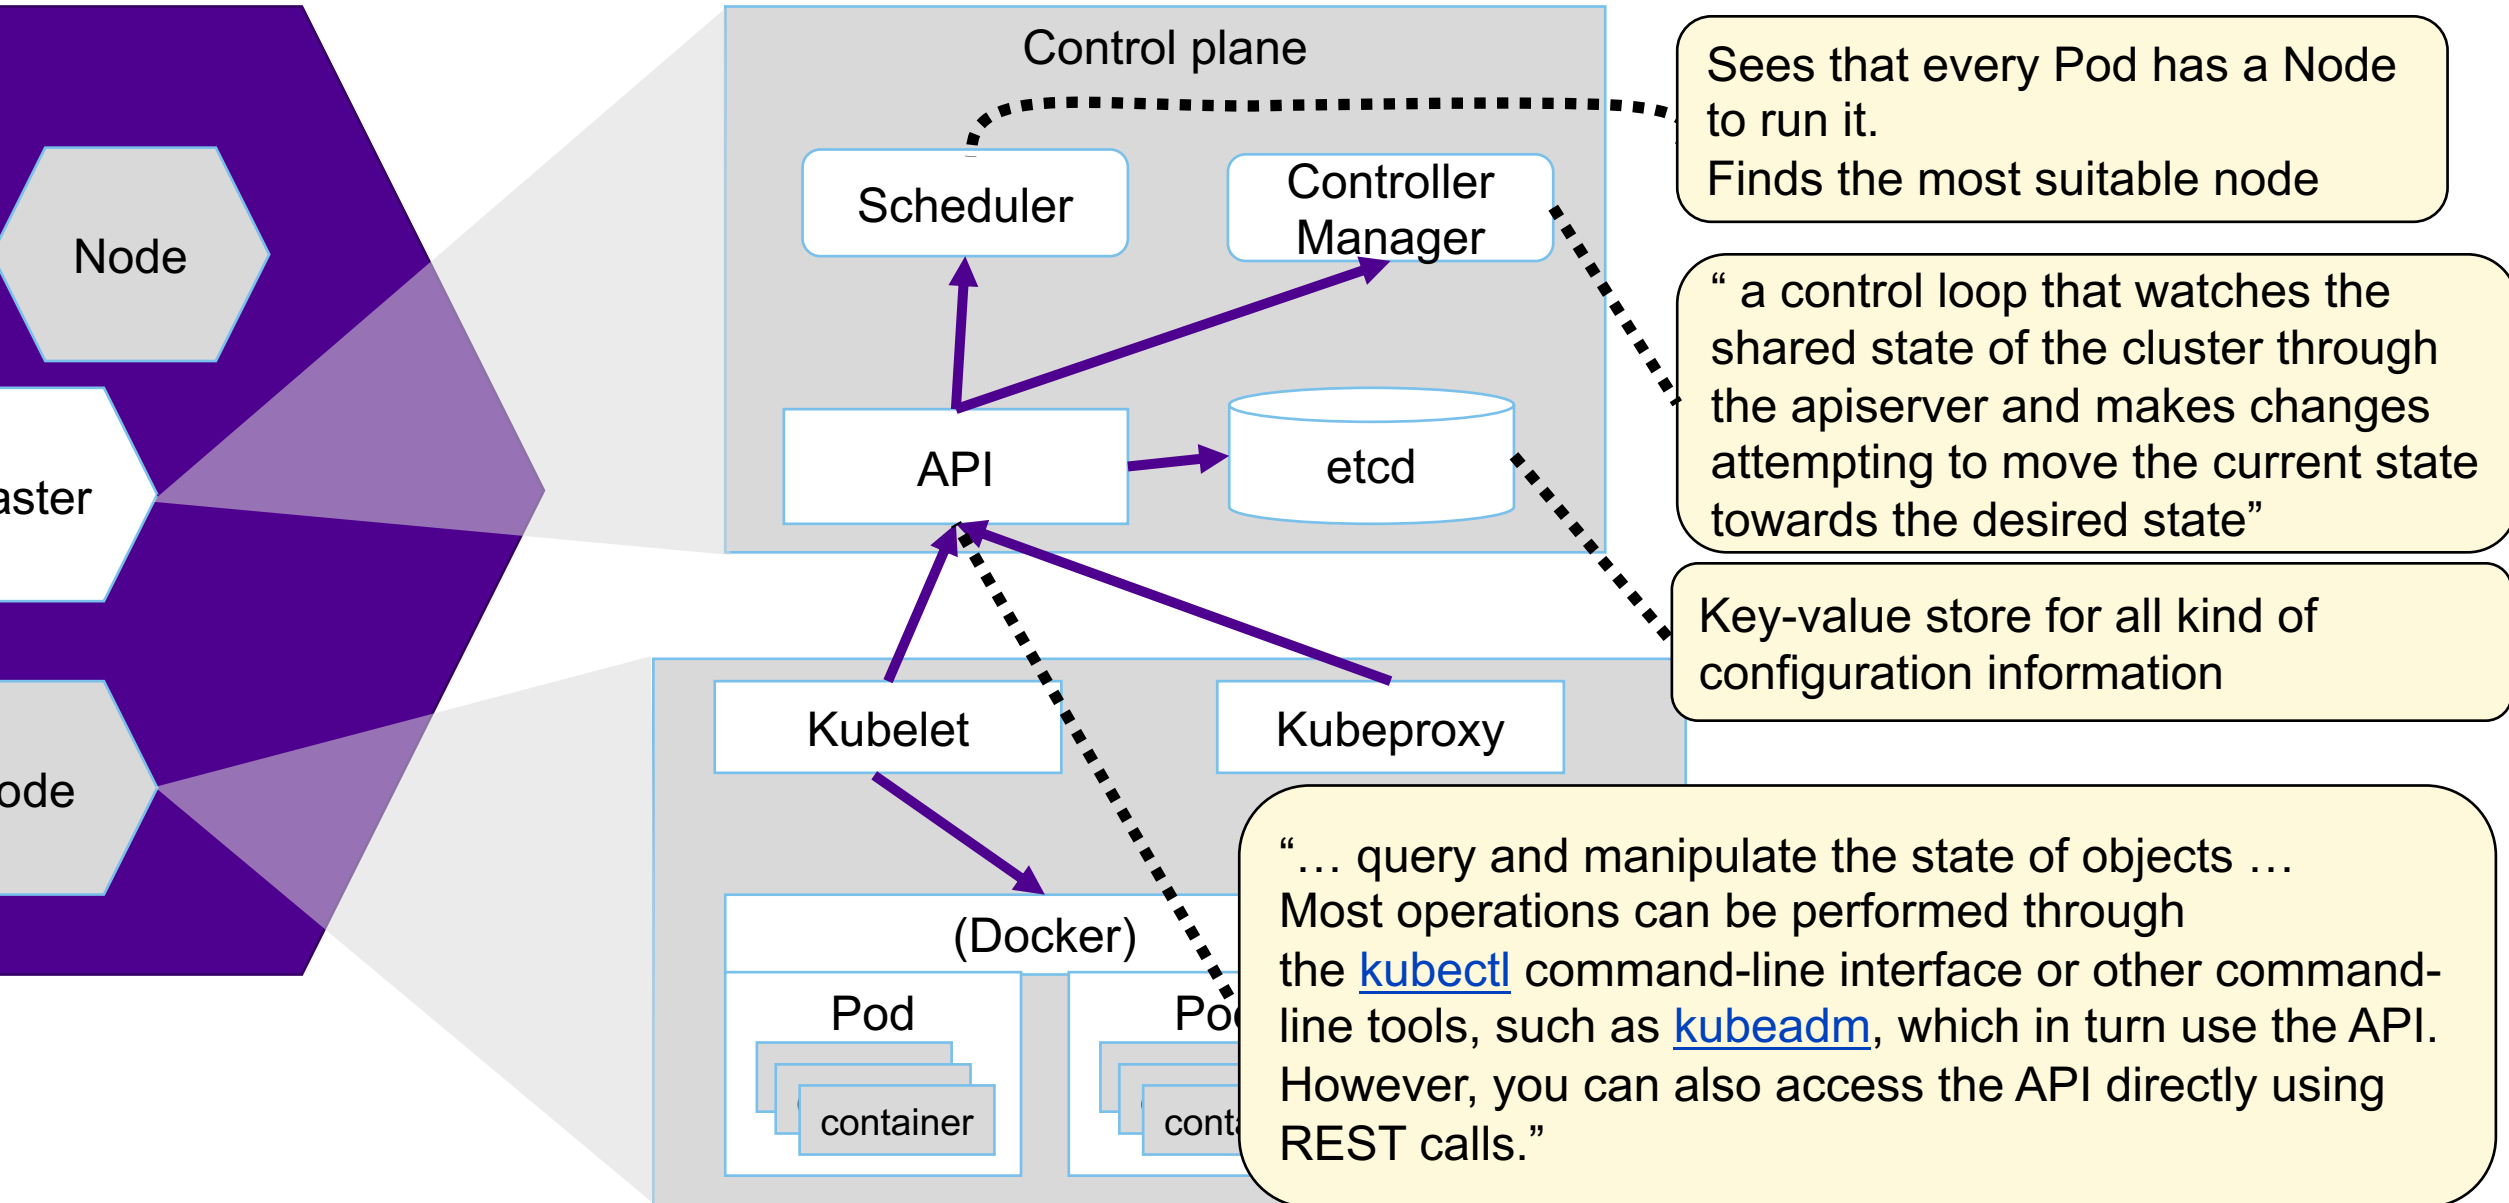 Control plane
Node
aster
ode
Scheduler
Controller
Manager
API
etcd
Sees that every Pod has a Node
to run it.
Finds the most suitable node
“ a control loop that watches the
shared state of the cluster through
the apiserver and makes changes
attempting to move the current state
towards the desired state”
Key-value store for all kind of
configuration information
Kubelet
Kubeproxy
(Docker)
Pod
container
Po
cont
“… query and manipulate the state of objects …
Most operations can be performed through
the kubectl command-line interface or other command-
line tools, such as kubeadm, which in turn use the API.
However, you can also access the API directly using
REST calls.”